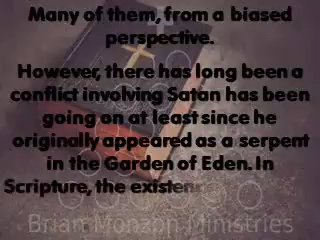 Many of them, from a biased
perspective.
However, there has long been a
conflict involving Satan has been
going on at least since he
originally appeared as a serpent
in the Garden of Eden. In
Scripture, the
Brian Monzon Ministries